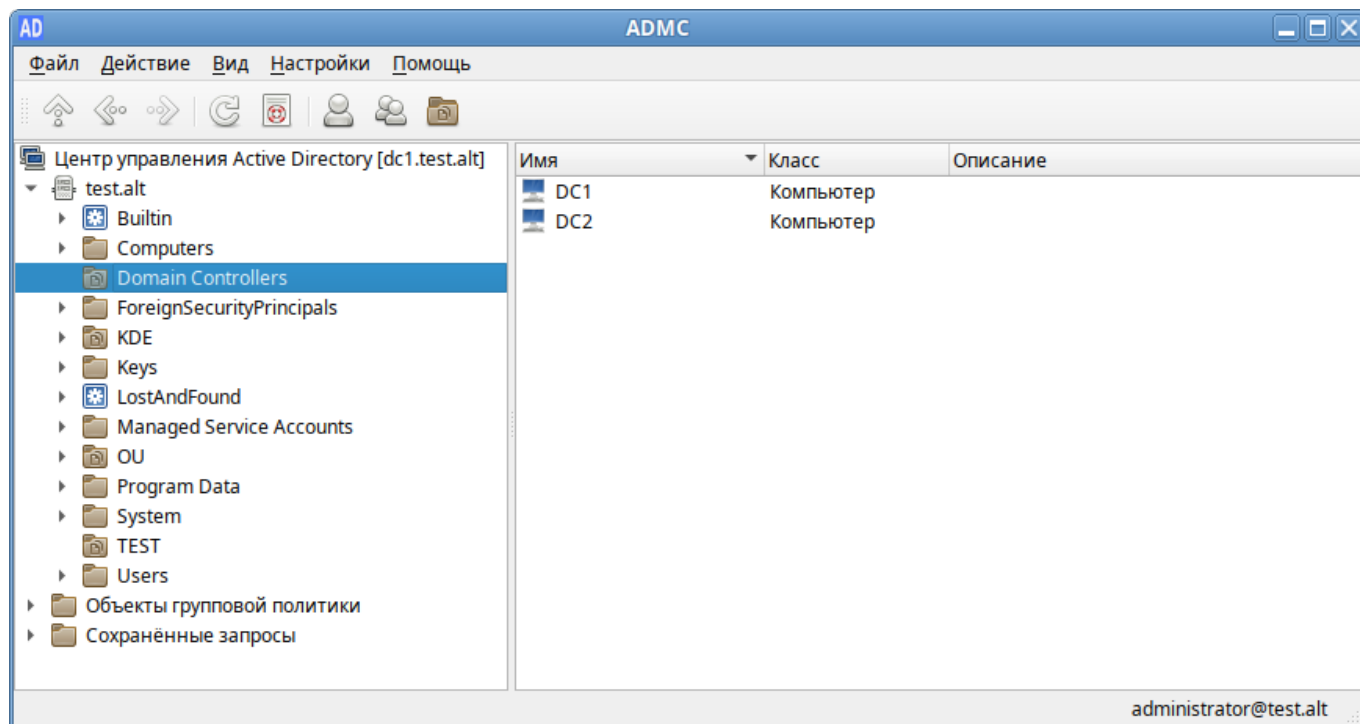 AD ADMC
Файл Действие Вид Настройки Помощь
Центр управления Active Directory [dc1.test.alt]
test.alt
Builtin
Computers
Domain Controllers
ForeignSecurityPrincipals
KDE
Keys
LostAndFound
Managed Service Accounts
OU
Program Data
System
TEST
Users
Объекты групповой политики
Сохранённые запросы
Имя Класс Описание
DC1 Компьютер
DC2 Компьютер
administrator@test.alt